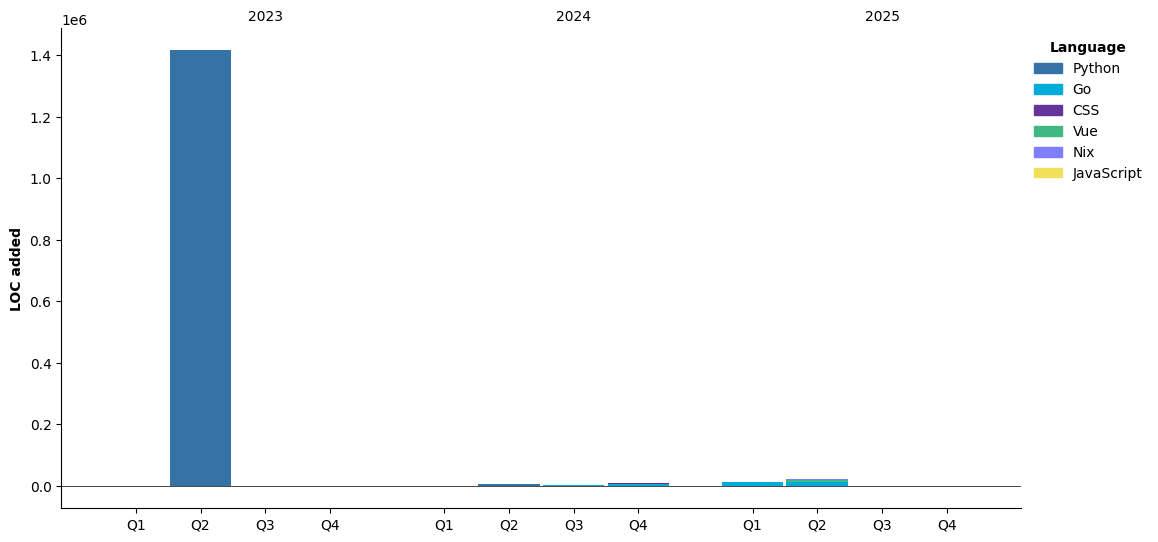 2023 2024 2025
1e6
1.4
1.2
1.0
0.8
0.6
0.4
0.2
0.0
LOC added
Q1 Q2 Q3 Q4 Q1 Q2 Q3 Q4 Q1 Q2 Q3 Q4
Language
Python
Go
CSS
Vue
Nix
JavaScript